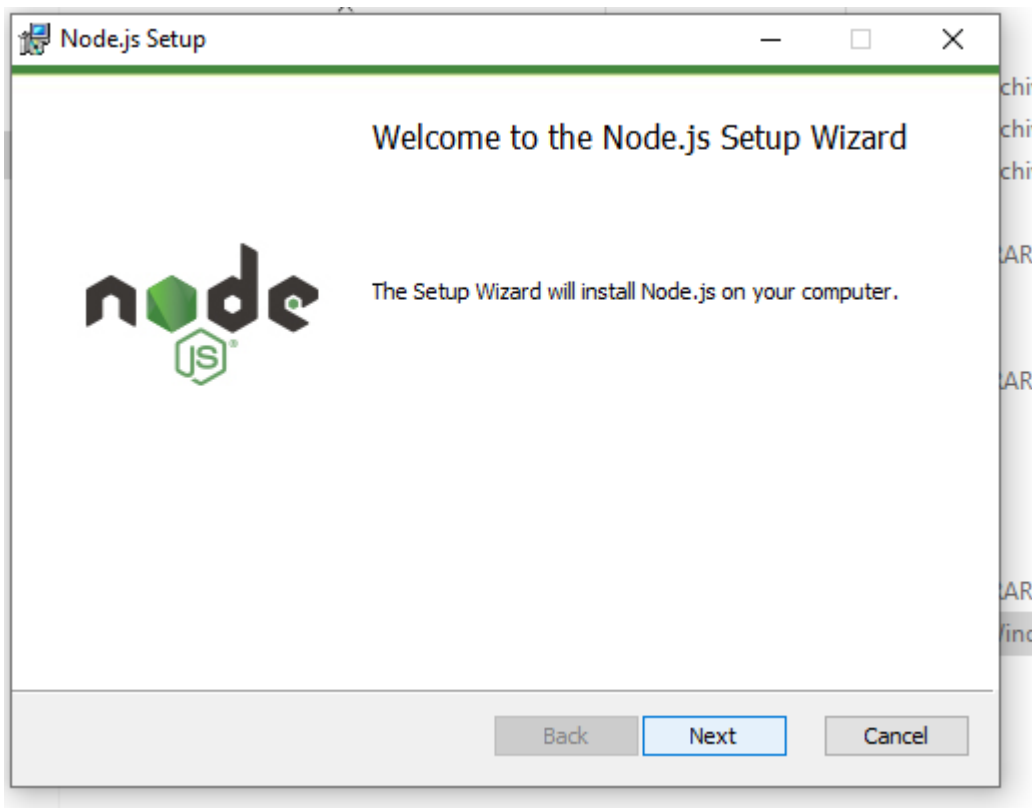 Node.js Setup
Welcome to the Node.js Setup Wizard
node
JS®
The Setup Wizard will install Node.js on your computer.
Back
Next
Cancel